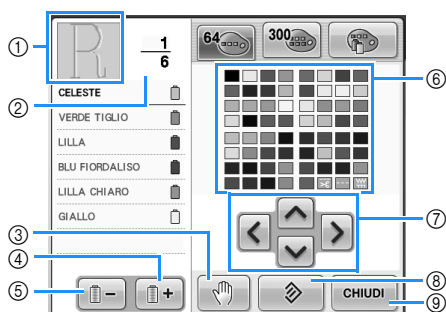 ①
1
6
②
64
300
CELESTE
VERDE TIGLIO
LILLA
BLU FIORDALISO
LILLA CHIARO
GIALLO
⑥
③
④
⑤
⑦
- +
CHIUDI
⑧
⑨